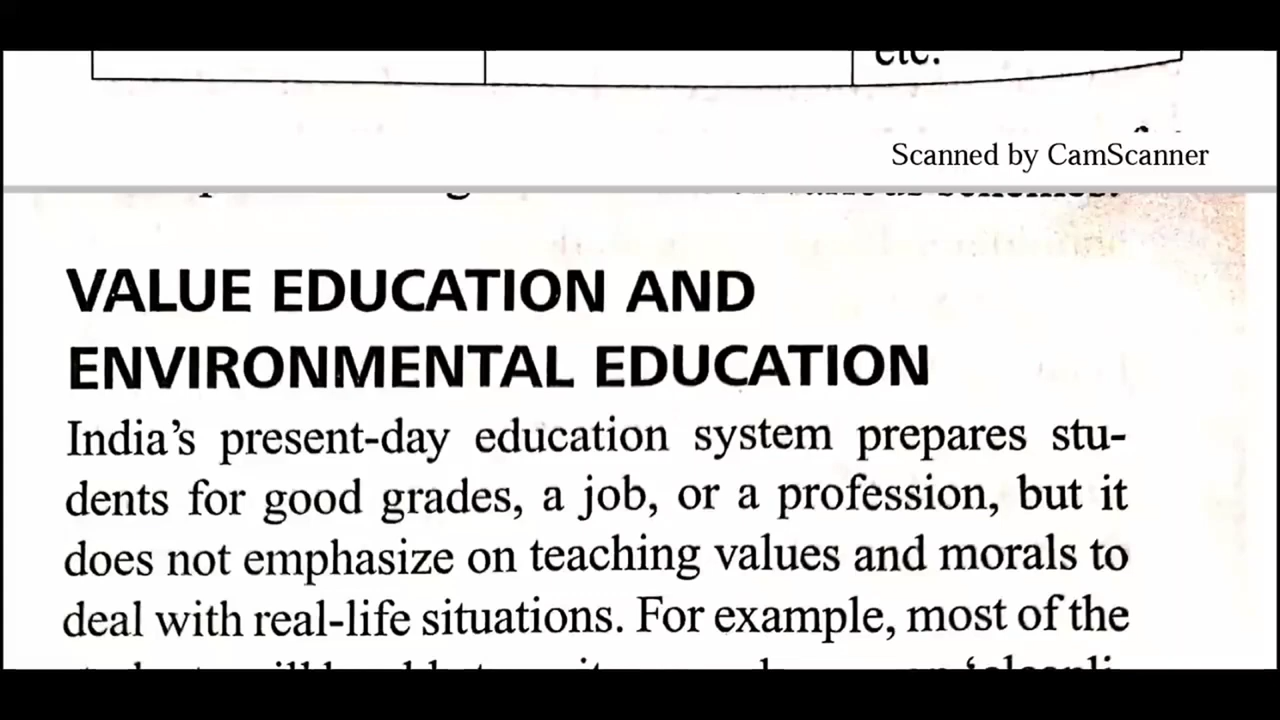 etc.
Scanned by CamScanner
VALUE EDUCATION AND
ENVIRONMENTAL EDUCATION
India’s present-day education system prepares stu-
dents for good grades, a job, or a profession, but it
does not emphasize on teaching values and morals to
deal with real-life situations. For example, most of the